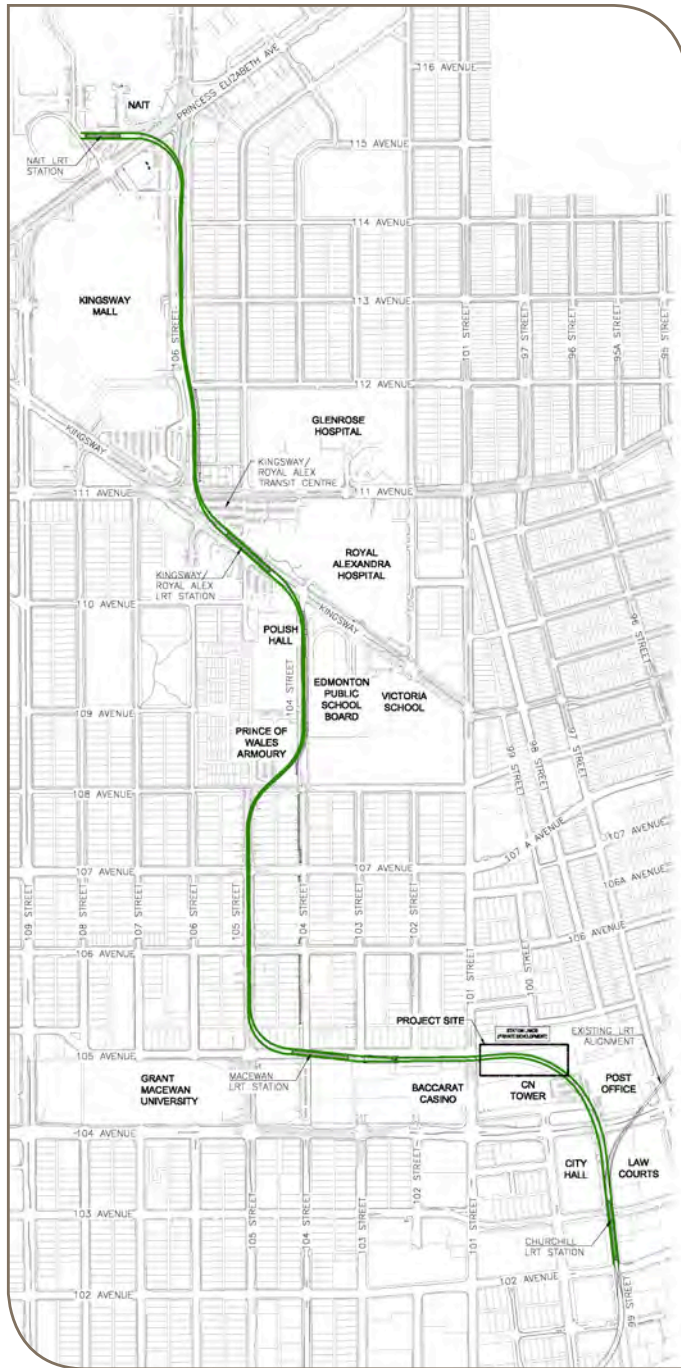 116 AVENUE
PRINCESS ELIZABETH AVE
NAIT
115 AVENUE
NAIT LRT
STATION
114 AVENUE
KINGSWAY
MALL
113 AVENUE
106 STREET
101 STREET
97 STREET
96 STREET
95A STREET
95 STREET
112 AVENUE
GLENROSE
HOSPITAL
KINGSWAY
KINGSWAY/
ROYAL ALEX
TRANSIT CENTRE
111 AVENUE
111 AVENUE
ROYAL
ALEXANDRA
HOSPITAL
KINGSWAY/
ROYAL ALEX
LRT STATION
110 AVENUE
KINGSWAY
96 STREET
POLISH
HALL
104 STREET
EDMONTON
PUBLIC
SCHOOL
BOARD
VICTORIA
SCHOOL
109 AVENUE
PRINCE OF
WALES
ARMOURY
99 STREET
98 STREET
97 STREET
108 AVENUE
107 A AVENUE
107 AVENUE
107 AVENUE
107 AVENUE
106A AVENUE
109 STREET
108 STREET
107 STREET
106 STREET
105 STREET
104 STREET
103 STREET
102 STREET
101 STREET
100 STREET
106 AVENUE
106 AVENUE
PROJECT SITE
STATION LANDS
(PRIVATE DEVELOPMENT)
EXISTING LRT
ALIGNMENT
105 AVENUE
MACEWAN
LRT STATION
GRANT
MACEWAN
UNIVERSITY
BACCARAT
CASINO
CN
TOWER
POST
OFFICE
104 AVENUE
CITY
HALL
LAW
COURTS
103 AVENUE
105 STREET
104 STREET
103 STREET
102 STREET
101 STREET
CHURCHILL
LRT STATION
102 AVENUE
102 AVENUE
99 STREET